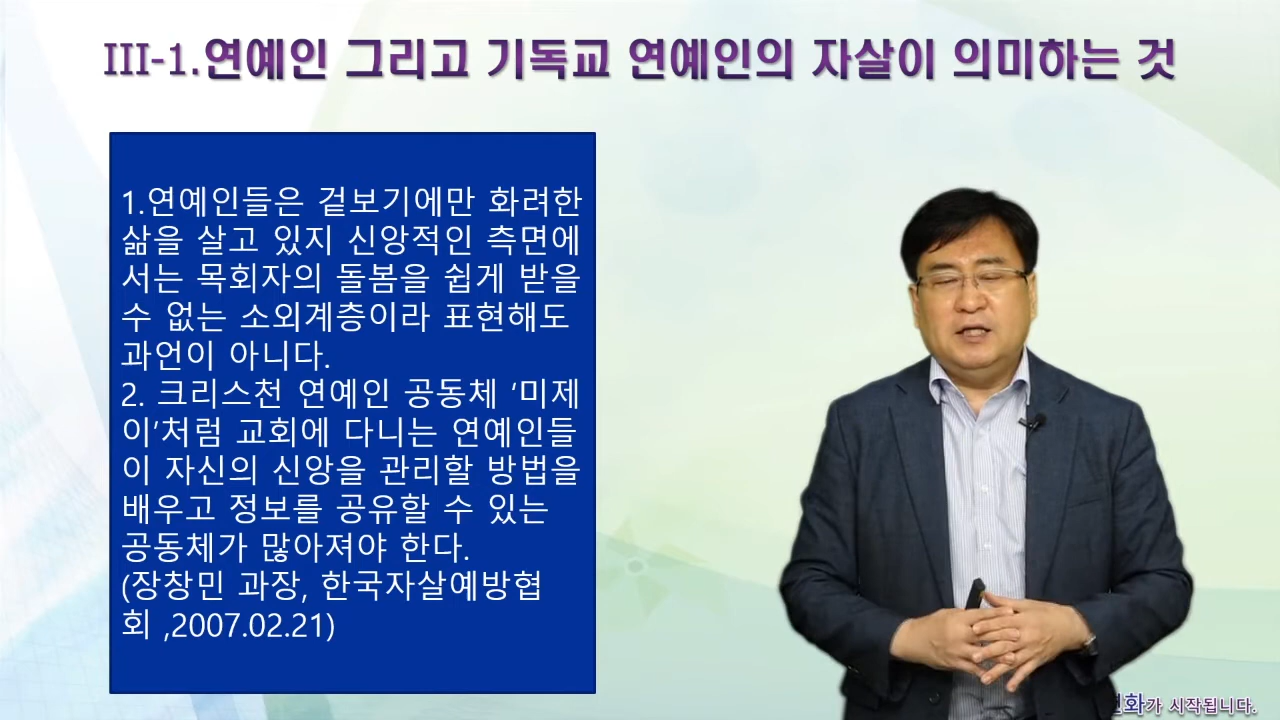 III-1.연예인 그리고 기독교 연예인의 자살이 의미하는 것
1.연예인들은 겉보기에만 화려한
삶을 살고 있지 신앙적인 측면에
서는 목회자의 돌봄을 쉽게 받을
수 없는 소외계층이라 표현해도
과언이 아니다.
2. 크리스천 연예인 공동체 ‘미제
이’처럼 교회에 다니는 연예인들
이 자신의 신앙을 관리할 방법을
배우고 정보를 공유할 수 있는
공동체가 많아져야 한다.
(장창민 과장, 한국자살예방협
회 ,2007.02.21)
시작됩니다.